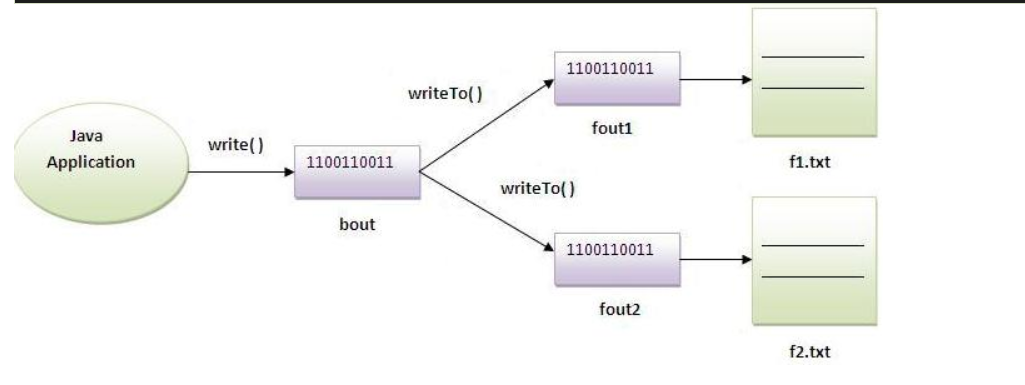 Java
Application
write( )
1100110011
bout
writeTo( )
1100110011
fout1
f1.txt
writeTo( )
1100110011
fout2
f2.txt